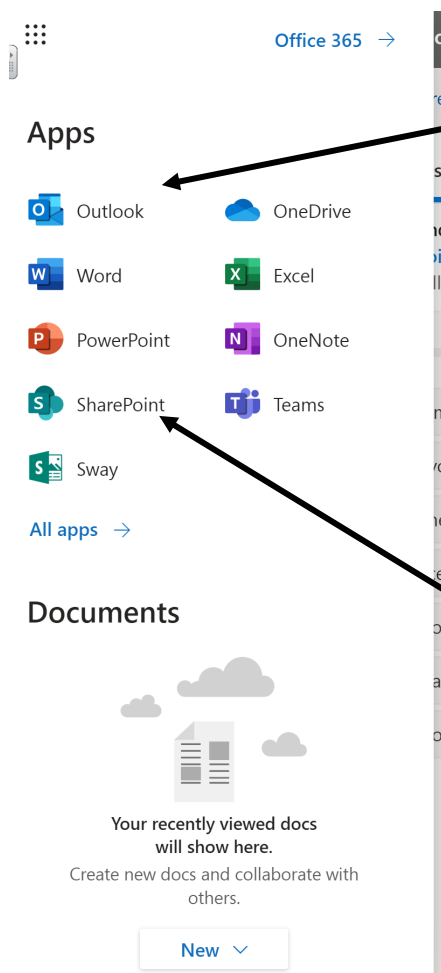 Office 365 →
Apps
Outlook
OneDrive
Word
Excel
PowerPoint
OneNote
SharePoint
Teams
Sway
All apps →
Documents
Your recently viewed docs
will show here.
Create new docs and collaborate with
others.
New